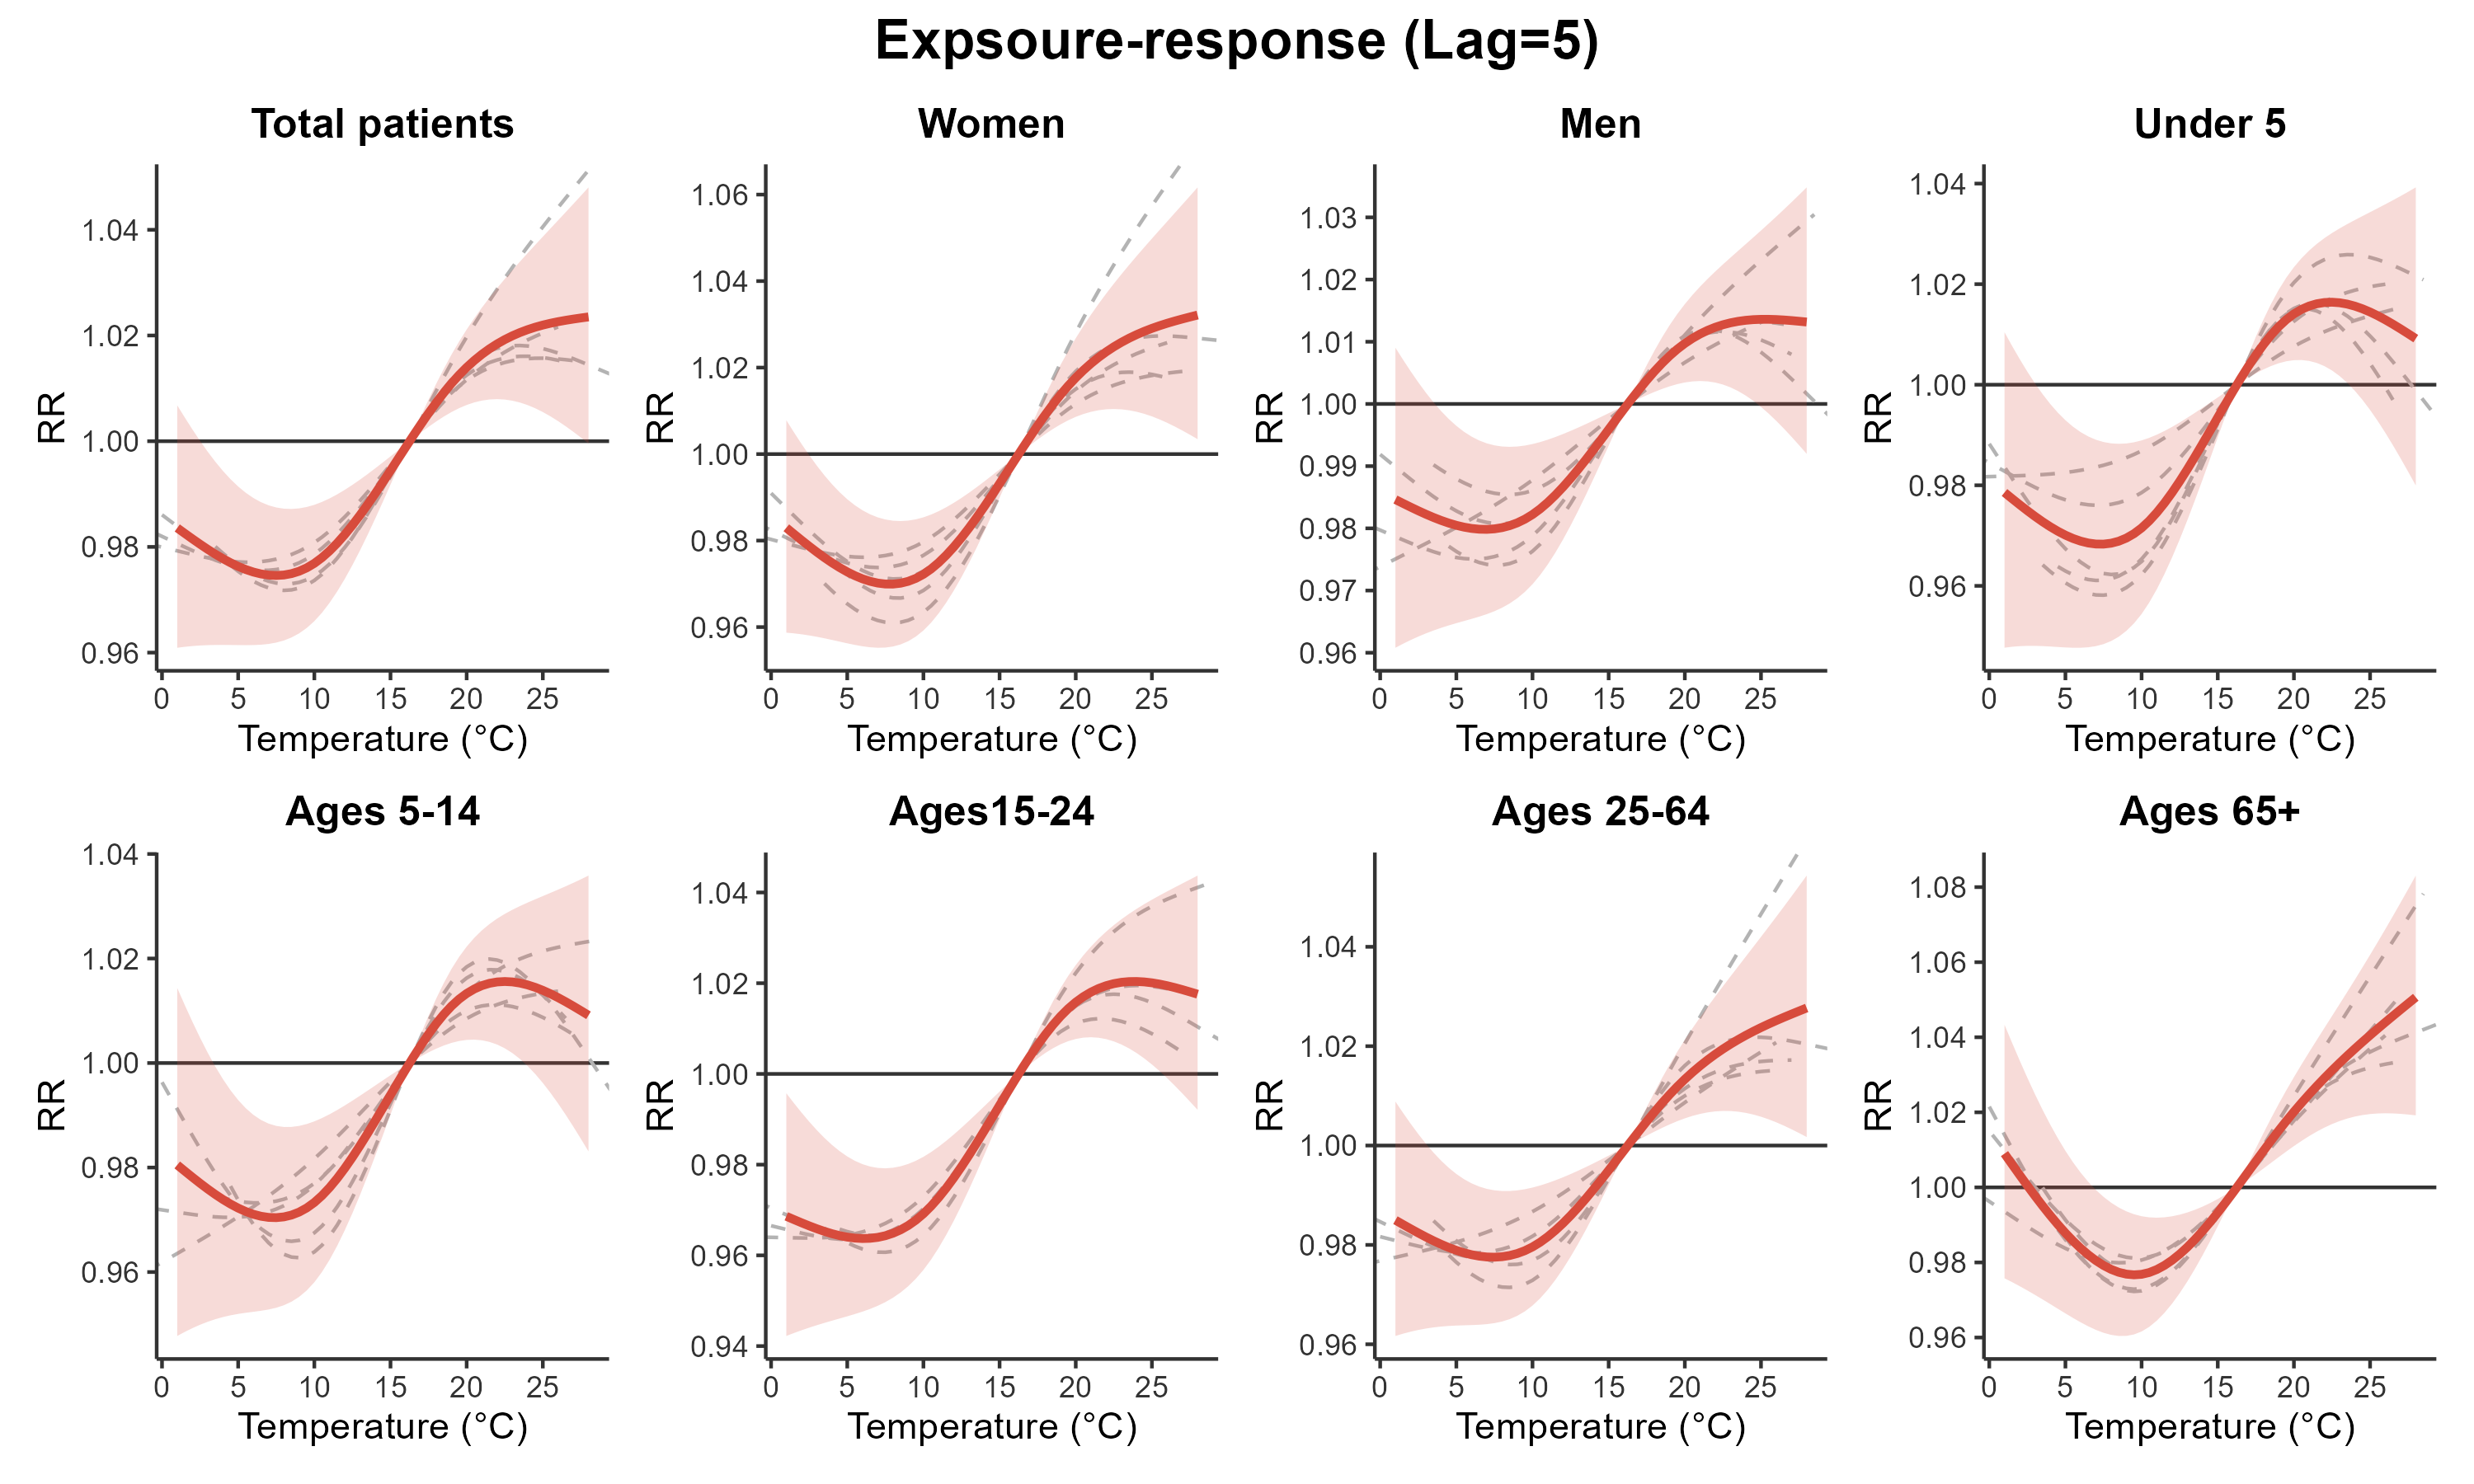 Expsoure-response (Lag=5)
Total patients
RR
1.04
1.02
1.00
0.98
0.96
0 5 10 15 20 25
Temperature (°C)
Women
RR
1.06
1.04
1.02
1.00
0.98
0.96
0 5 10 15 20 25
Temperature (°C)
Men
RR
1.03
1.02
1.01
1.00
0.99
0.98
0.97
0.96
0 5 10 15 20 25
Temperature (°C)
Under 5
RR
1.04
1.02
1.00
0.98
0.96
0 5 10 15 20 25
Temperature (°C)
Ages 5-14
RR
1.04
1.02
1.00
0.98
0.96
0 5 10 15 20 25
Temperature (°C)
Ages15-24
RR
1.04
1.02
1.00
0.98
0.96
0.94
0 5 10 15 20 25
Temperature (°C)
Ages 25-64
RR
1.04
1.02
1.00
0.98
0.96
0 5 10 15 20 25
Temperature (°C)
Ages 65+
RR
1.08
1.06
1.04
1.02
1.00
0.98
0.96
0 5 10 15 20 25
Temperature (°C)